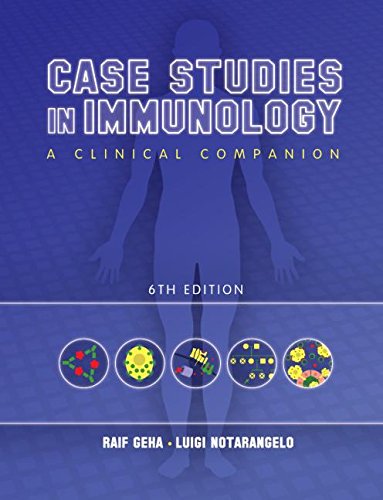 CASE STUDIES
IN IMMUNOLOGY
A CLINICAL COMPANION
6TH EDITION
RAIF GEHA • LUIGI NOTARANGELO